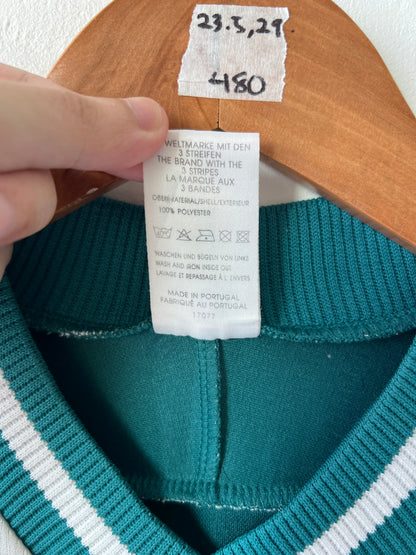 23.5,29
480
WELTMARKE MIT DEN
3 STREIFEN
THE BRAND WITH THE
3 STRIPES
LA MARQUE AUX
3 BANDES
OBERMATERIAL/SHELL/EXTERIEUR
100% POLYESTER
WASCHEN UND BÜGELN VON LINKS
WASH AND IRON INSIDE OUT
LAVAGE ET REPASSAGE À L'ENVERS
MADE IN PORTUGAL
FABRIQUÉ AU PORTUGAL
17077